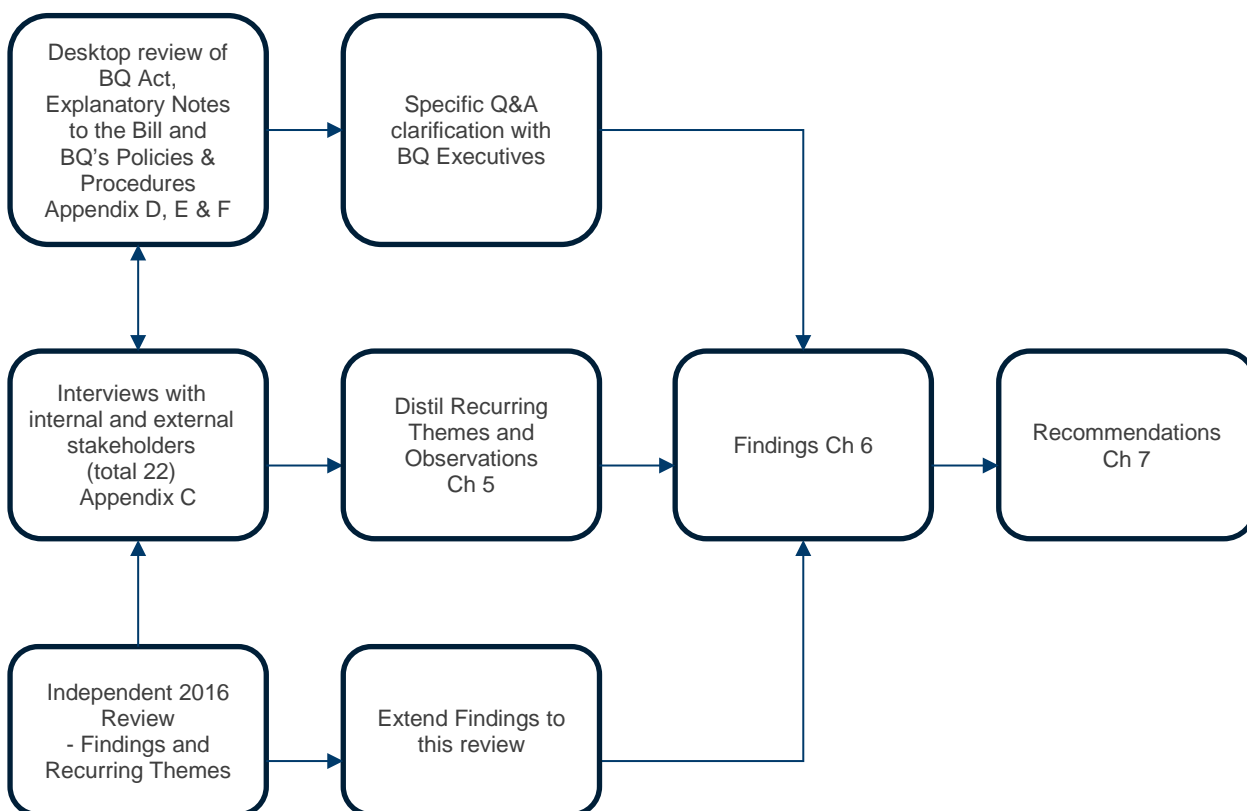 Desktop review of
BQ Act,
Explanatory Notes
to the Bill and
BQ’s Policies &
Procedures
Appendix D, E & F
Specific Q&A
clarification with
BQ Executives
Interviews with
internal and external
stakeholders
(total 22)
Appendix C
Distil Recurring
Themes and
Observations
Ch 5
Findings Ch 6
Recommendations
Ch 7
Independent 2016
Review
- Findings and
Recurring Themes
Extend Findings to
this review